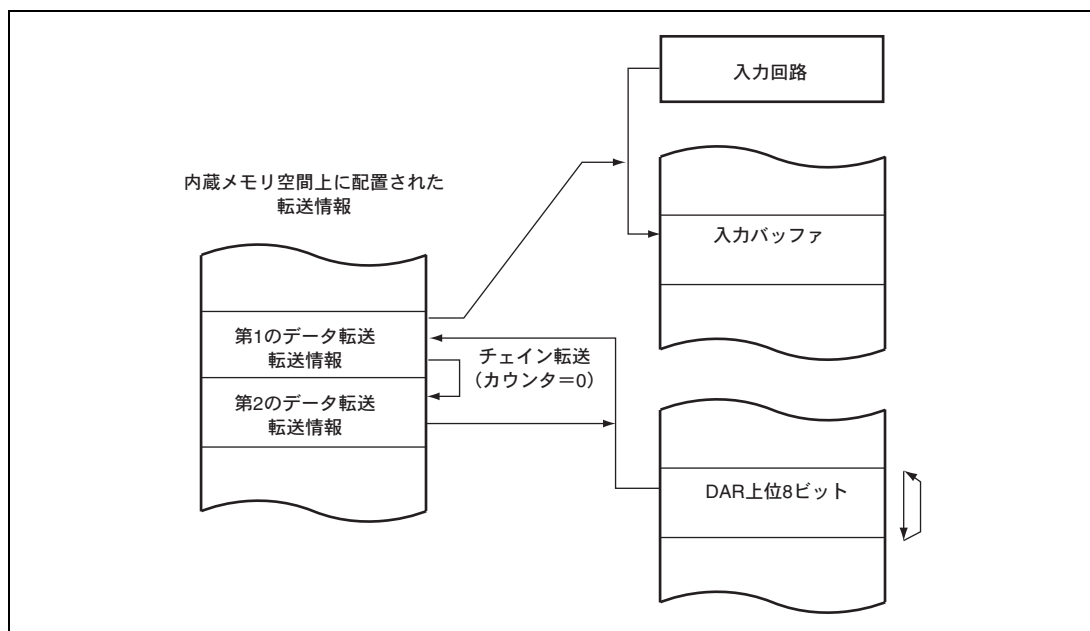 入力回路
内蔵メモリ空間上に配置された
転送情報
入力バッファ
第1のデータ転送
転送情報
チェイン転送
(カウンタ＝0)
第2のデータ転送
転送情報
DAR上位8ビット